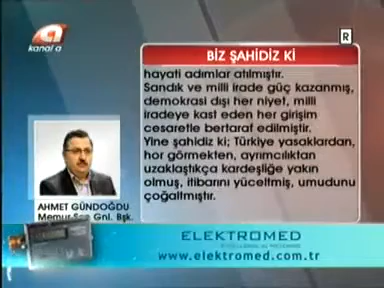 kanal a
R
BİZ ŞAHİDİZ Kİ
hayati adımlar atılmıştır.
Sandık ve milli irade güç kazanmış,
demokrasi dışı her niyet, milli
iradeye kast eden her girişim
cesaretle bertaraf edilmiştir.
Yine şahidiz ki; Türkiye yasaklardan,
hor görmekten, ayrımcılıktan
uzaklaştıkça kardeşliğe yakın
olmuş, itibarını yüceltmiş, umudunu
çoğaltmıştır.
AHMET GÜNDOĞDU
Memur-Sen Gnl. Bşk.
ELEKTROMED
www.elektromed.com.tr